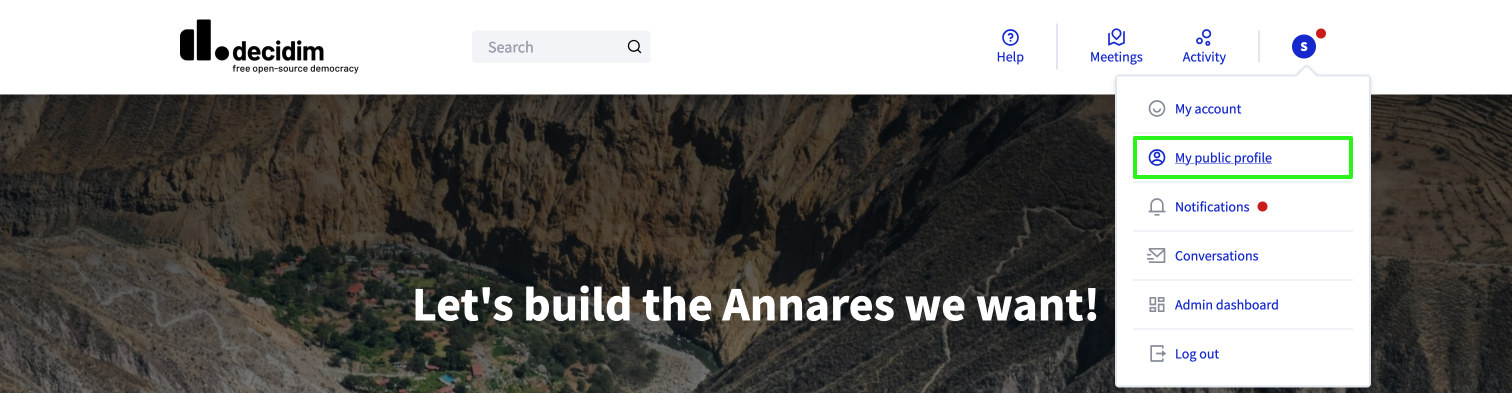 decidim
free open-source democracy
Search
Help
Meetings
Activity
S
My account
My public profile
Notifications
Conversations
Admin dashboard
Log out
Let's build the Annares we want!